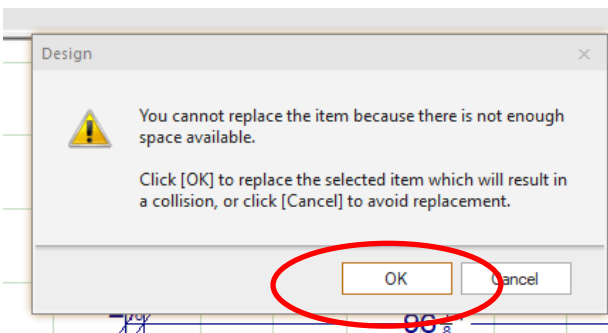 Design
You cannot replace the item because there is not enough
space available.
Click [OK] to replace the selected item which will result in
a collision, or click [Cancel] to avoid replacement.
OK
Cancel